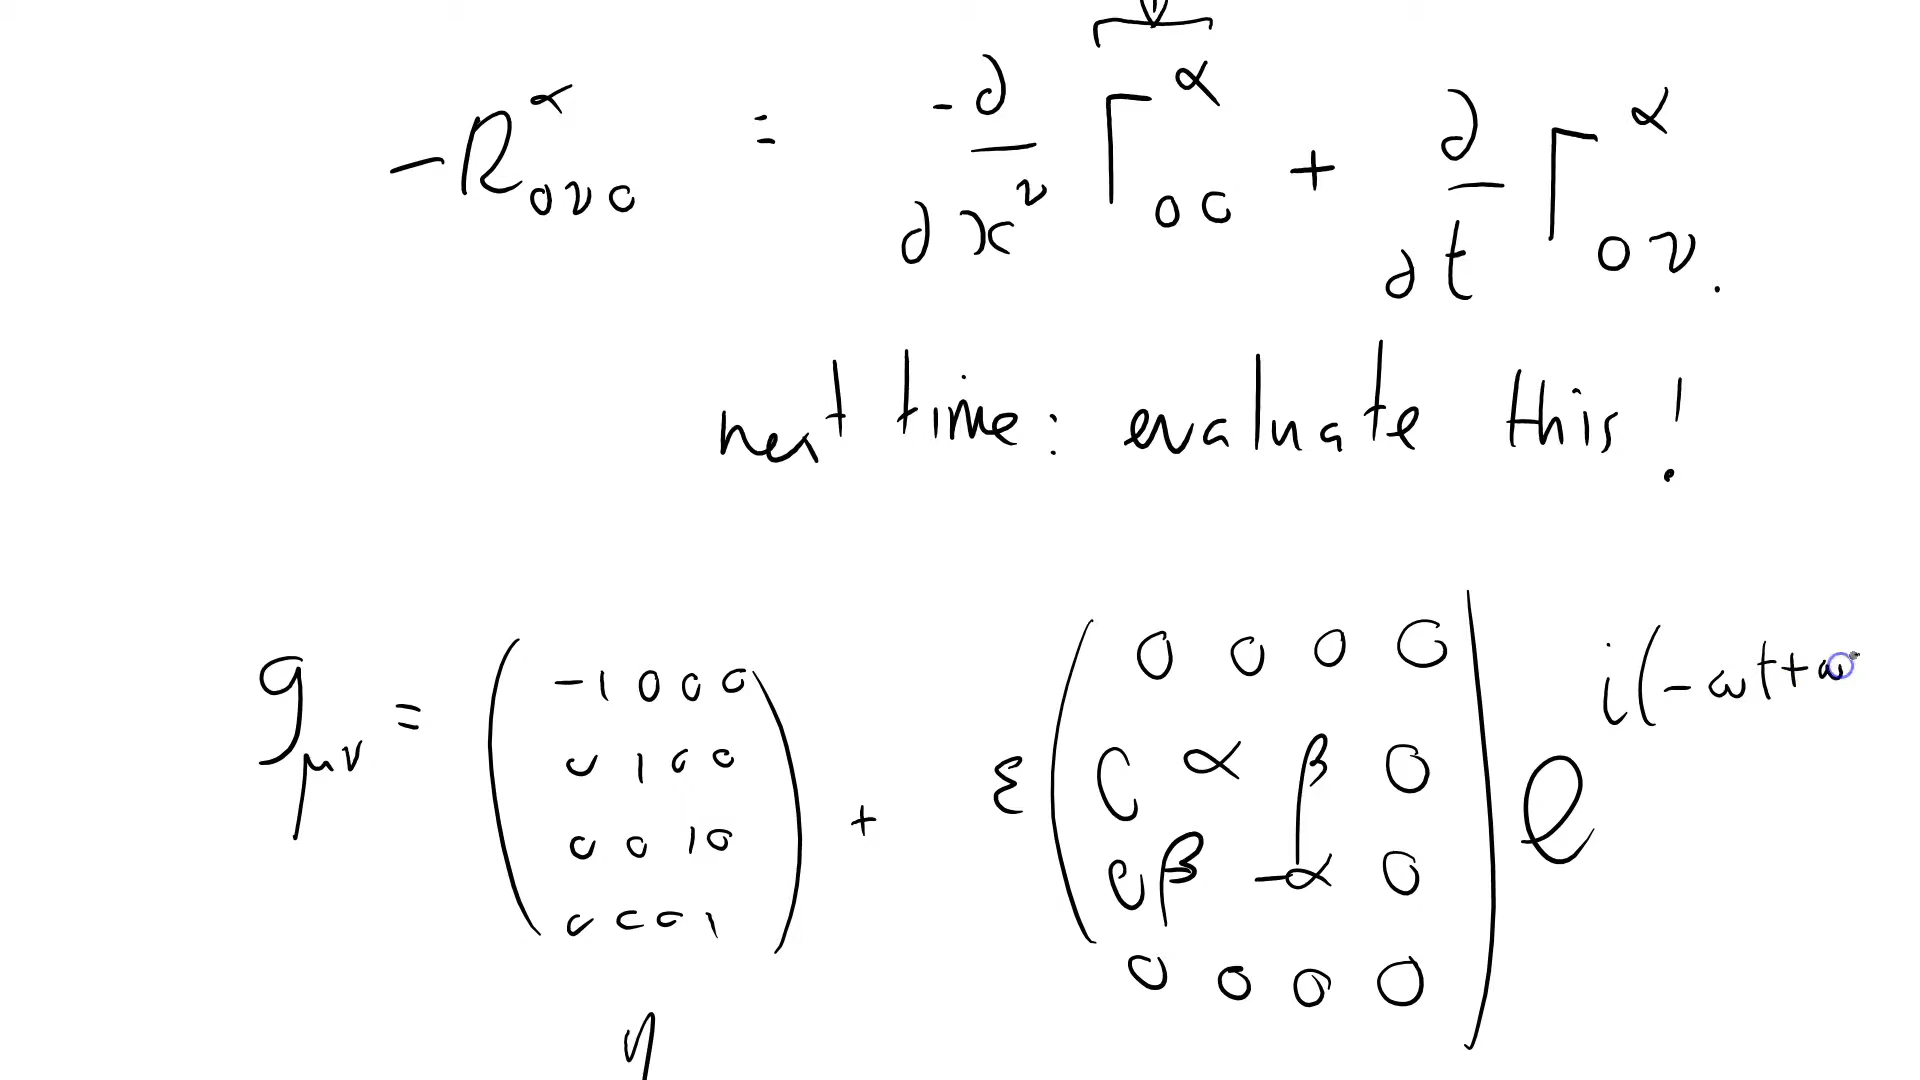 -R^α_{0ν0} = -∂/∂x^ν Γ^α_{00} + ∂/∂t Γ^α_{0ν}.
next time: evaluate this!
g_{μν} = ( -1 0 0 0 ) + ε ( 0 0 0 0 ) e^{i(-ωt+ω
( 0 1 0 0 ) ( 0 α β 0 )
( 0 0 1 0 ) ( 0 β -α 0 )
( 0 0 0 1 ) ( 0 0 0 0 )
η